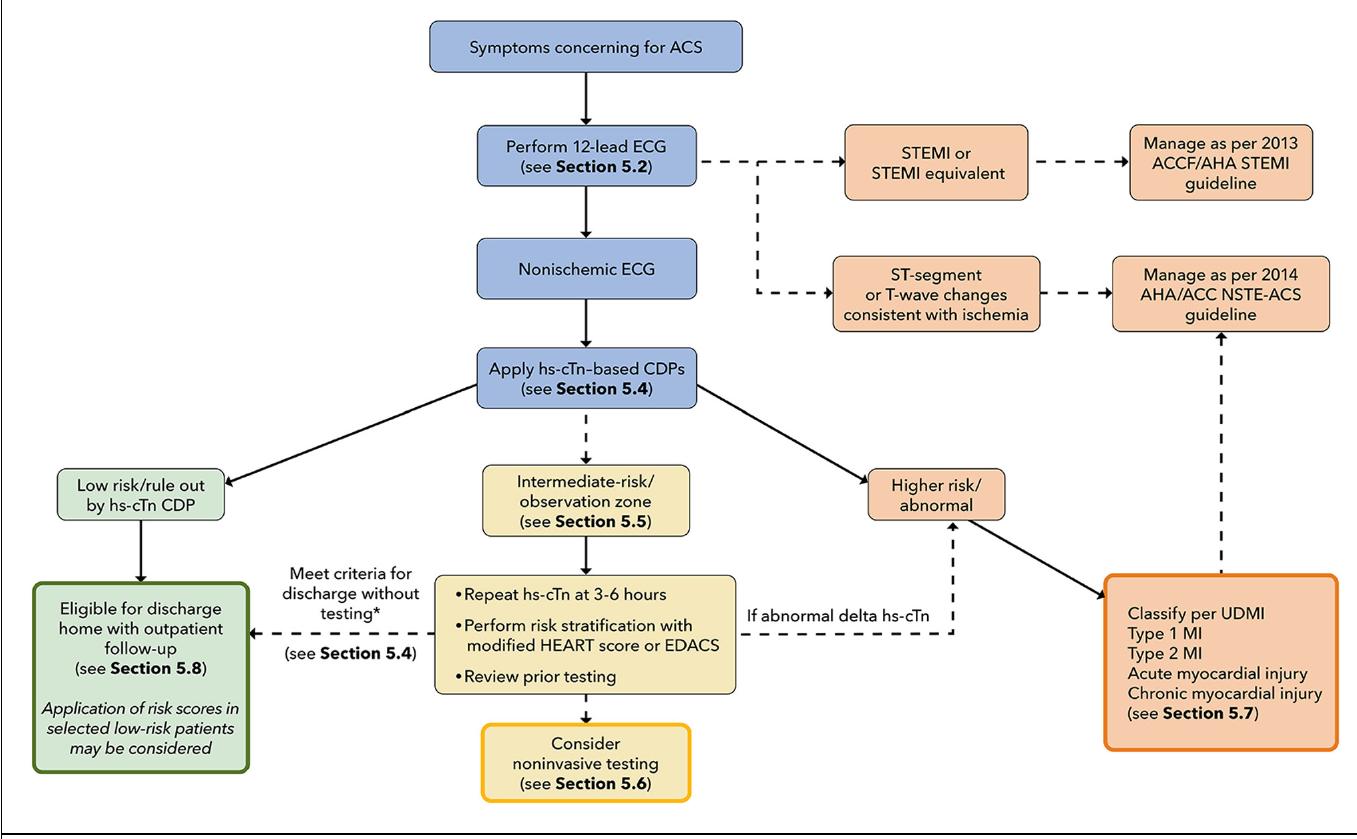 Symptoms concerning for ACS
Perform 12-lead ECG
(see Section 5.2)
STEMI or
STEMI equivalent
Manage as per 2013
ACCF/AHA STEMI
guideline
Nonischemic ECG
ST-segment
or T-wave changes
consistent with ischemia
Manage as per 2014
AHA/ACC NSTE-ACS
guideline
Apply hs-cTn–based CDPs
(see Section 5.4)
Low risk/rule out
by hs-cTn CDP
Intermediate-risk/
observation zone
(see Section 5.5)
Higher risk/
abnormal
Eligible for discharge
home with outpatient
follow-up
(see Section 5.8)
Application of risk scores in
selected low-risk patients
may be considered
Meet criteria for
discharge without
testing*
(see Section 5.4)
•Repeat hs-cTn at 3-6 hours
•Perform risk stratification with
modified HEART score or EDACS
•Review prior testing
If abnormal delta hs-cTn
Classify per UDMI
Type 1 MI
Type 2 MI
Acute myocardial injury
Chronic myocardial injury
(see Section 5.7)
Consider
noninvasive testing
(see Section 5.6)